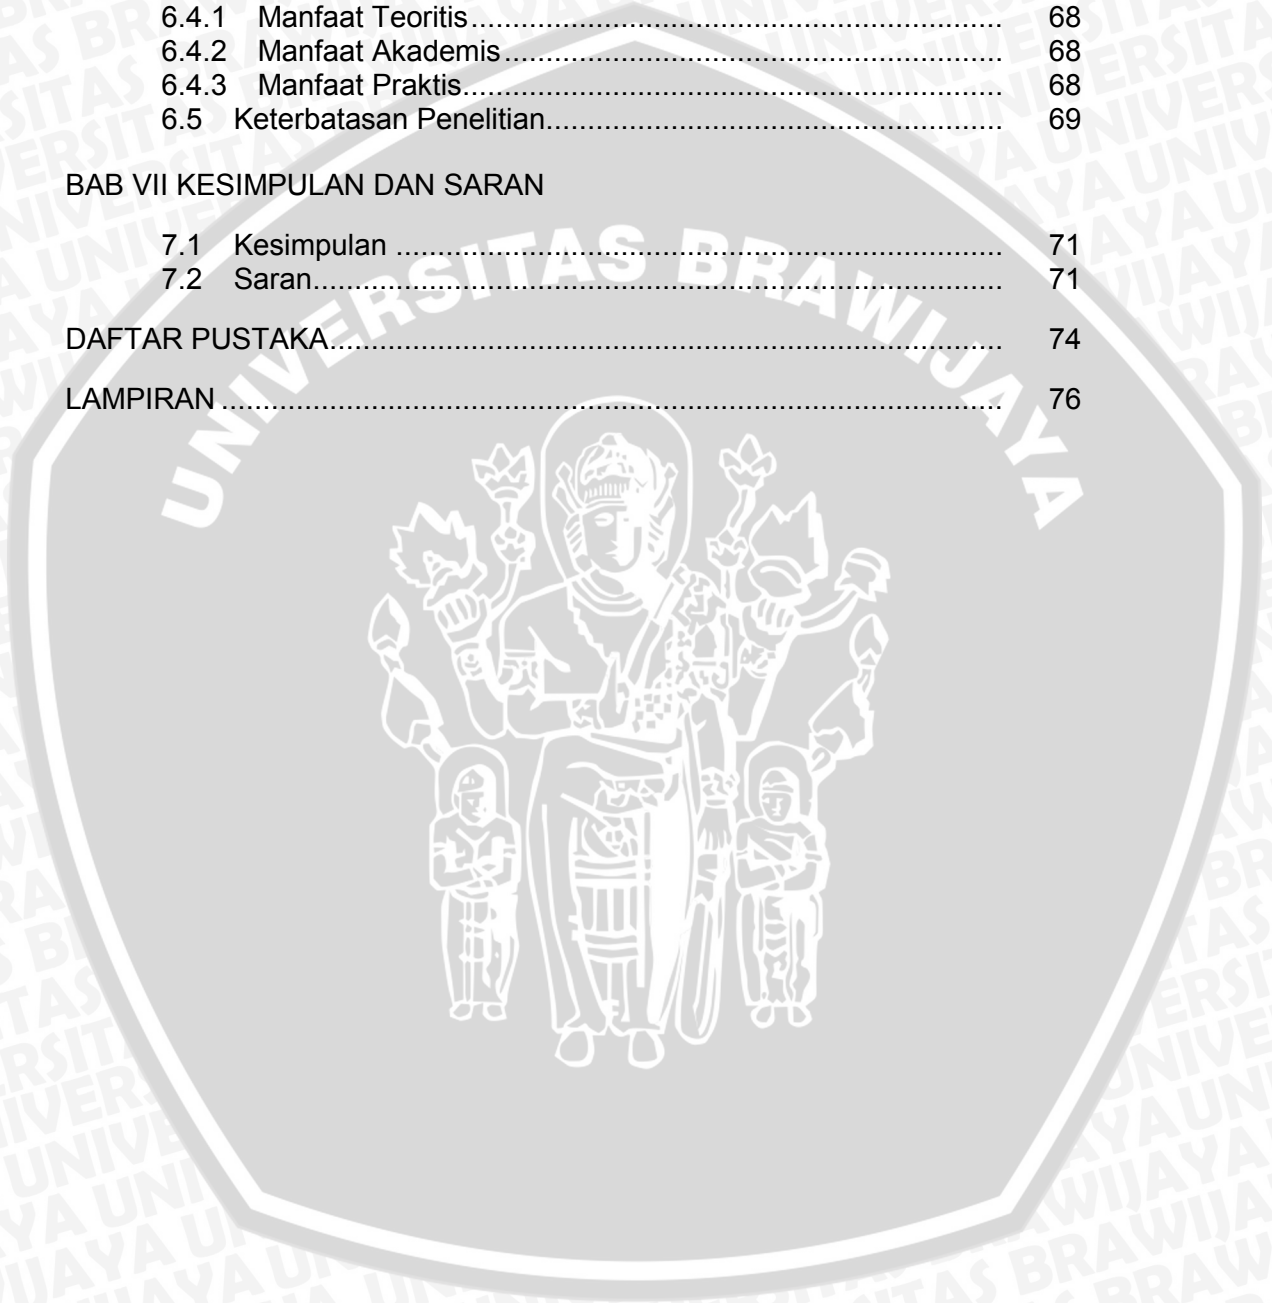 6.4.1 Manfaat Teoritis................................................................. 68
6.4.2 Manfaat Akademis............................................................. 68
6.4.3 Manfaat Praktis.................................................................. 68
6.5 Keterbatasan Penelitian........................................................ 69
BAB VII KESIMPULAN DAN SARAN
7.1 Kesimpulan .......................................................................... 71
7.2 Saran.................................................................................... 71
DAFTAR PUSTAKA.................................................................................. 74
LAMPIRAN ................................................................................................ 76
UNIVERSITAS BRAWIJAYA